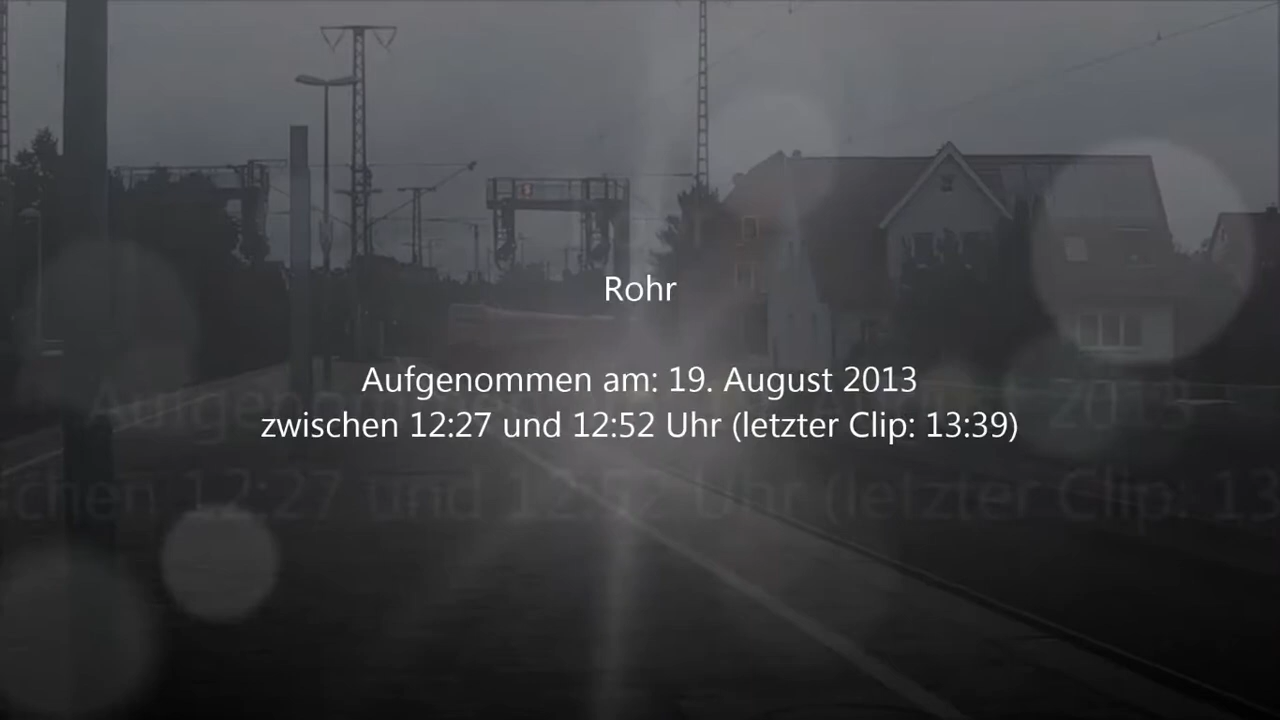 Rohr
Aufgenommen am: 19. August 2013
zwischen 12:27 und 12:52 Uhr (letzter Clip: 13:39)